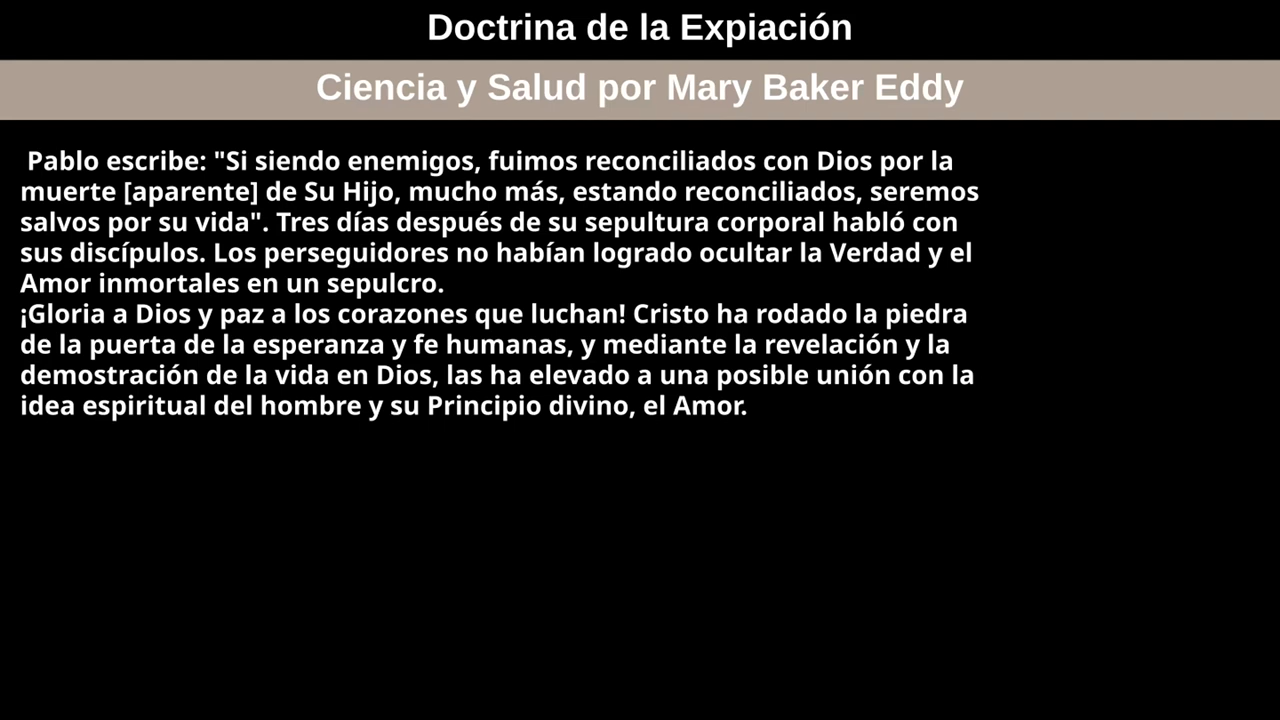 Doctrina de la Expiación
Ciencia y Salud por Mary Baker Eddy
Pablo escribe: "Si siendo enemigos, fuimos reconciliados con Dios por la
muerte [aparente] de Su Hijo, mucho más, estando reconciliados, seremos
salvos por su vida". Tres días después de su sepultura corporal habló con
sus discípulos. Los perseguidores no habían logrado ocultar la Verdad y el
Amor inmortales en un sepulcro.
¡Gloria a Dios y paz a los corazones que luchan! Cristo ha rodado la piedra
de la puerta de la esperanza y fe humanas, y mediante la revelación y la
demostración de la vida en Dios, las ha elevado a una posible unión con la
idea espiritual del hombre y su Principio divino, el Amor.